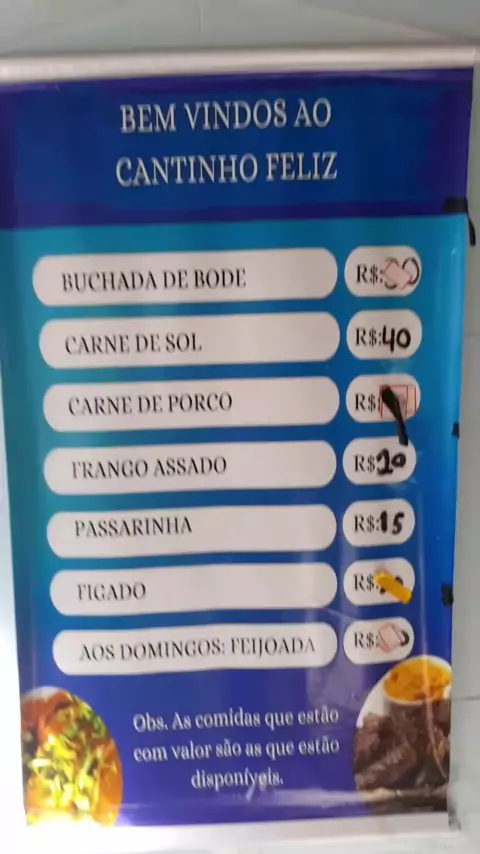 BEM VINDOS AO
CANTINHO FELIZ
BUCHADA DE BODE R$:
CARNE DE SOL R$:40
CARNE DE PORCO R$:
FRANGO ASSADO R$20
PASSARINHA R$:15
FIGADO R$:
AOS DOMINGOS: FEIJOADA R$:
Obs. As comidas que estão
com valor são as que estão
disponíveis.